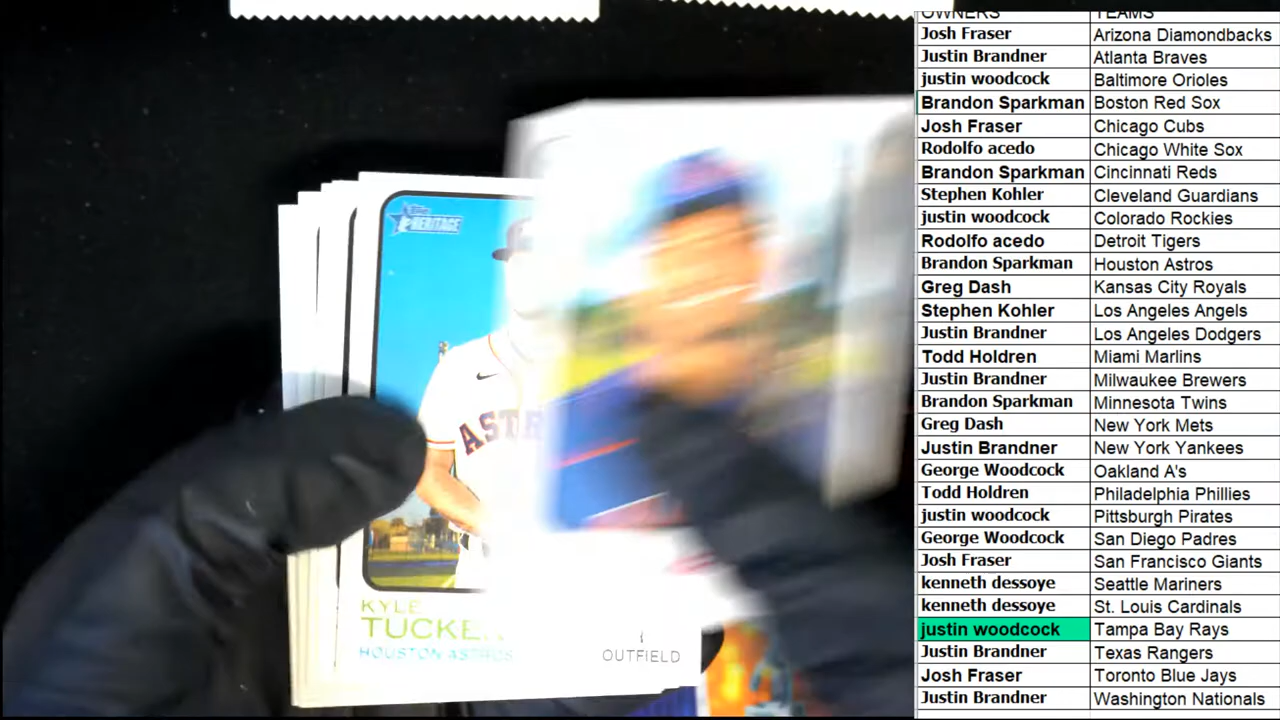 OWNERS TEAMS
Josh Fraser Arizona Diamondbacks
Justin Brandner Atlanta Braves
justin woodcock Baltimore Orioles
Brandon Sparkman Boston Red Sox
Josh Fraser Chicago Cubs
Rodolfo acedo Chicago White Sox
Brandon Sparkman Cincinnati Reds
Stephen Kohler Cleveland Guardians
justin woodcock Colorado Rockies
Rodolfo acedo Detroit Tigers
Brandon Sparkman Houston Astros
Greg Dash Kansas City Royals
Stephen Kohler Los Angeles Angels
Justin Brandner Los Angeles Dodgers
Todd Holdren Miami Marlins
Justin Brandner Milwaukee Brewers
Brandon Sparkman Minnesota Twins
Greg Dash New York Mets
Justin Brandner New York Yankees
George Woodcock Oakland A's
Todd Holdren Philadelphia Phillies
justin woodcock Pittsburgh Pirates
George Woodcock San Diego Padres
Josh Fraser San Francisco Giants
kenneth dessoye Seattle Mariners
kenneth dessoye St. Louis Cardinals
justin woodcock Tampa Bay Rays
Justin Brandner Texas Rangers
Josh Fraser Toronto Blue Jays
Justin Brandner Washington Nationals
HERITAGE
ASTR
KYLE
TUCKER
HOUSTON ASTROS
OUTFIELD